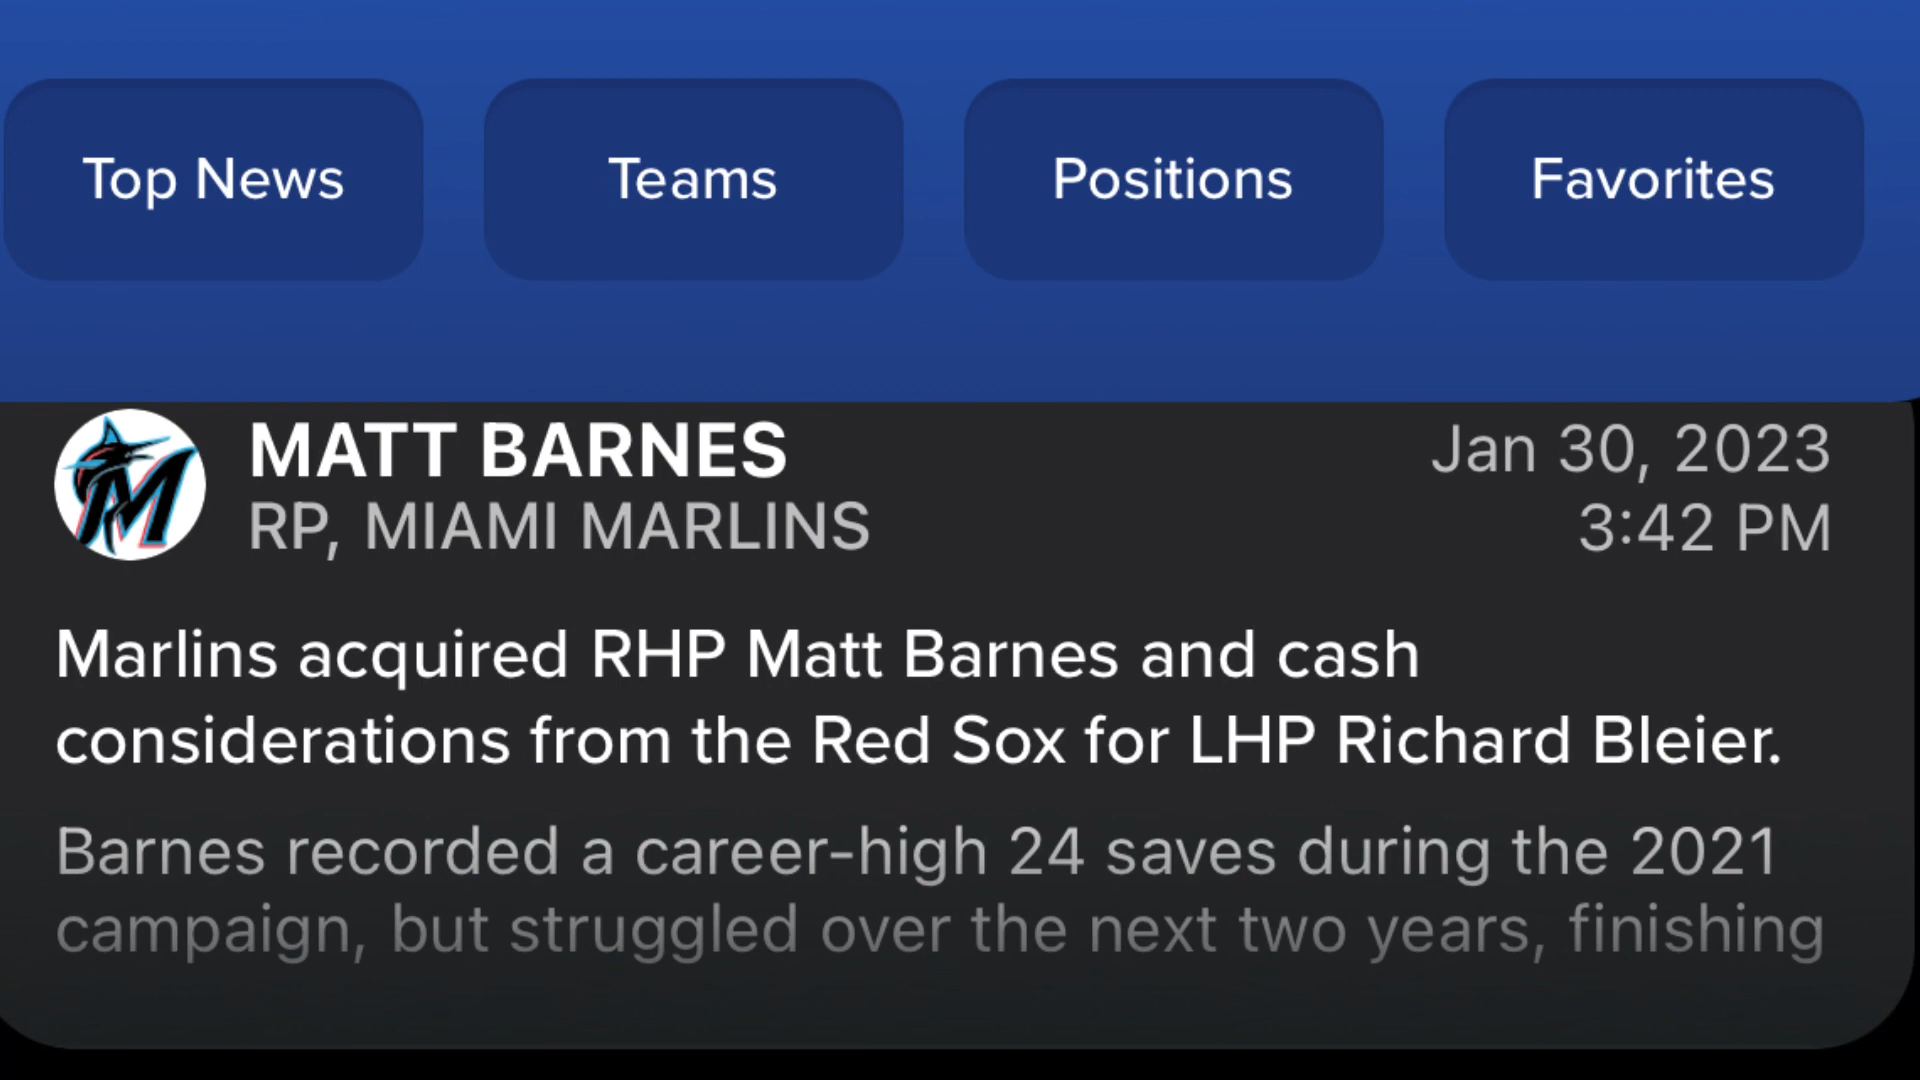 Top News
Teams
Positions
Favorites
MATT BARNES
RP, MIAMI MARLINS
Jan 30, 2023
3:42 PM
Marlins acquired RHP Matt Barnes and cash
considerations from the Red Sox for LHP Richard Bleier.
Barnes recorded a career-high 24 saves during the 2021
campaign, but struggled over the next two years, finishing